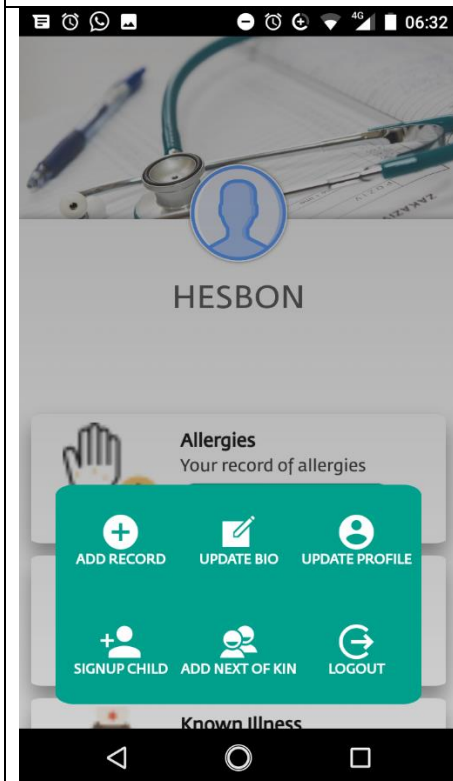 4G 06:32
HESBON
Allergies
Your record of allergies
ADD RECORD UPDATE BIO UPDATE PROFILE
SIGNUP CHILD ADD NEXT OF KIN LOGOUT
Known Illness